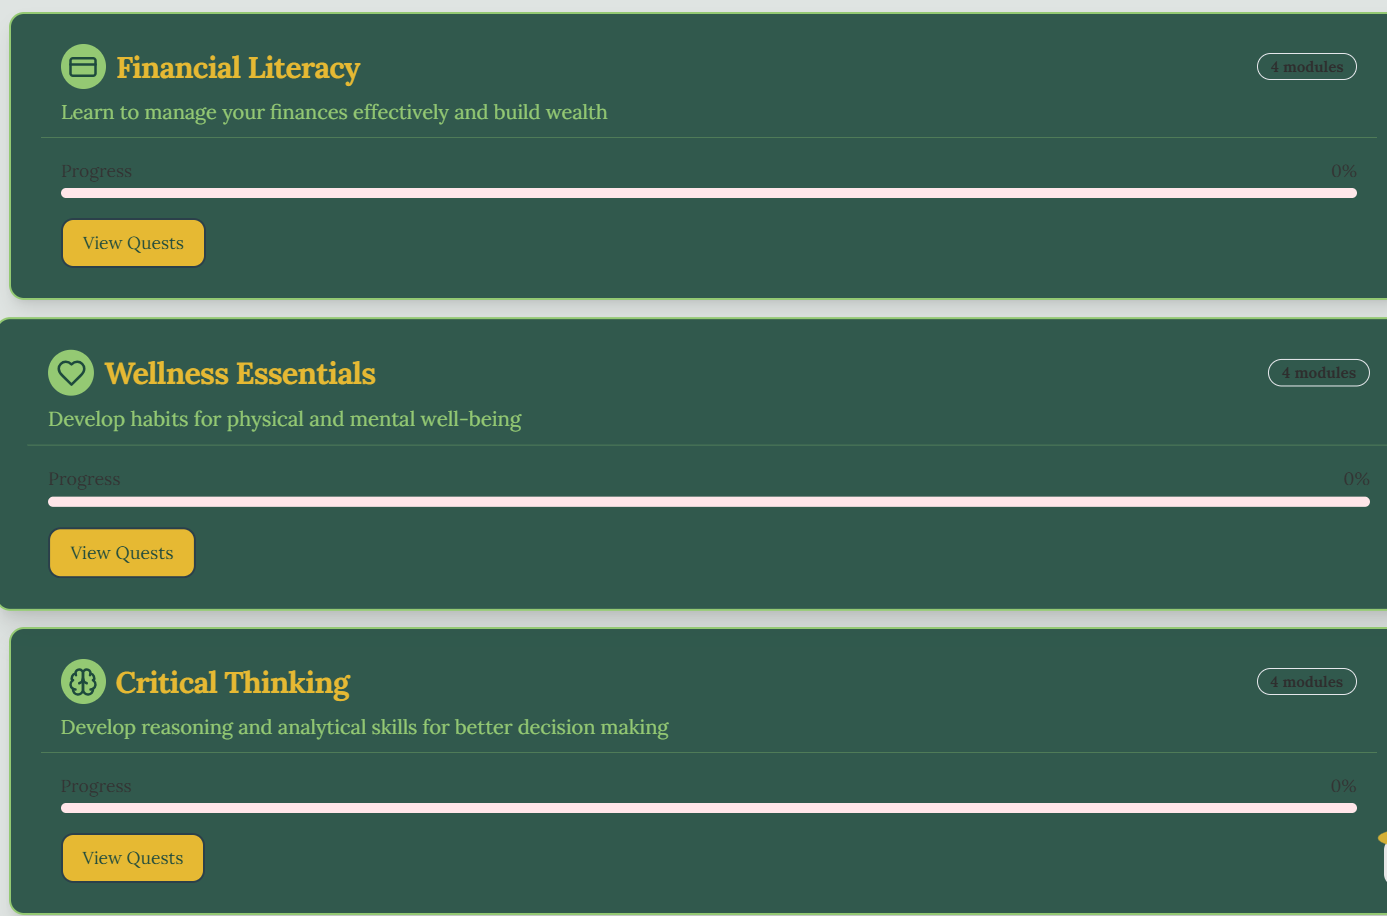 Financial Literacy
4 modules
Learn to manage your finances effectively and build wealth
Progress
0%
View Quests
Wellness Essentials
4 modules
Develop habits for physical and mental well-being
Progress
0%
View Quests
Critical Thinking
4 modules
Develop reasoning and analytical skills for better decision making
Progress
0%
View Quests